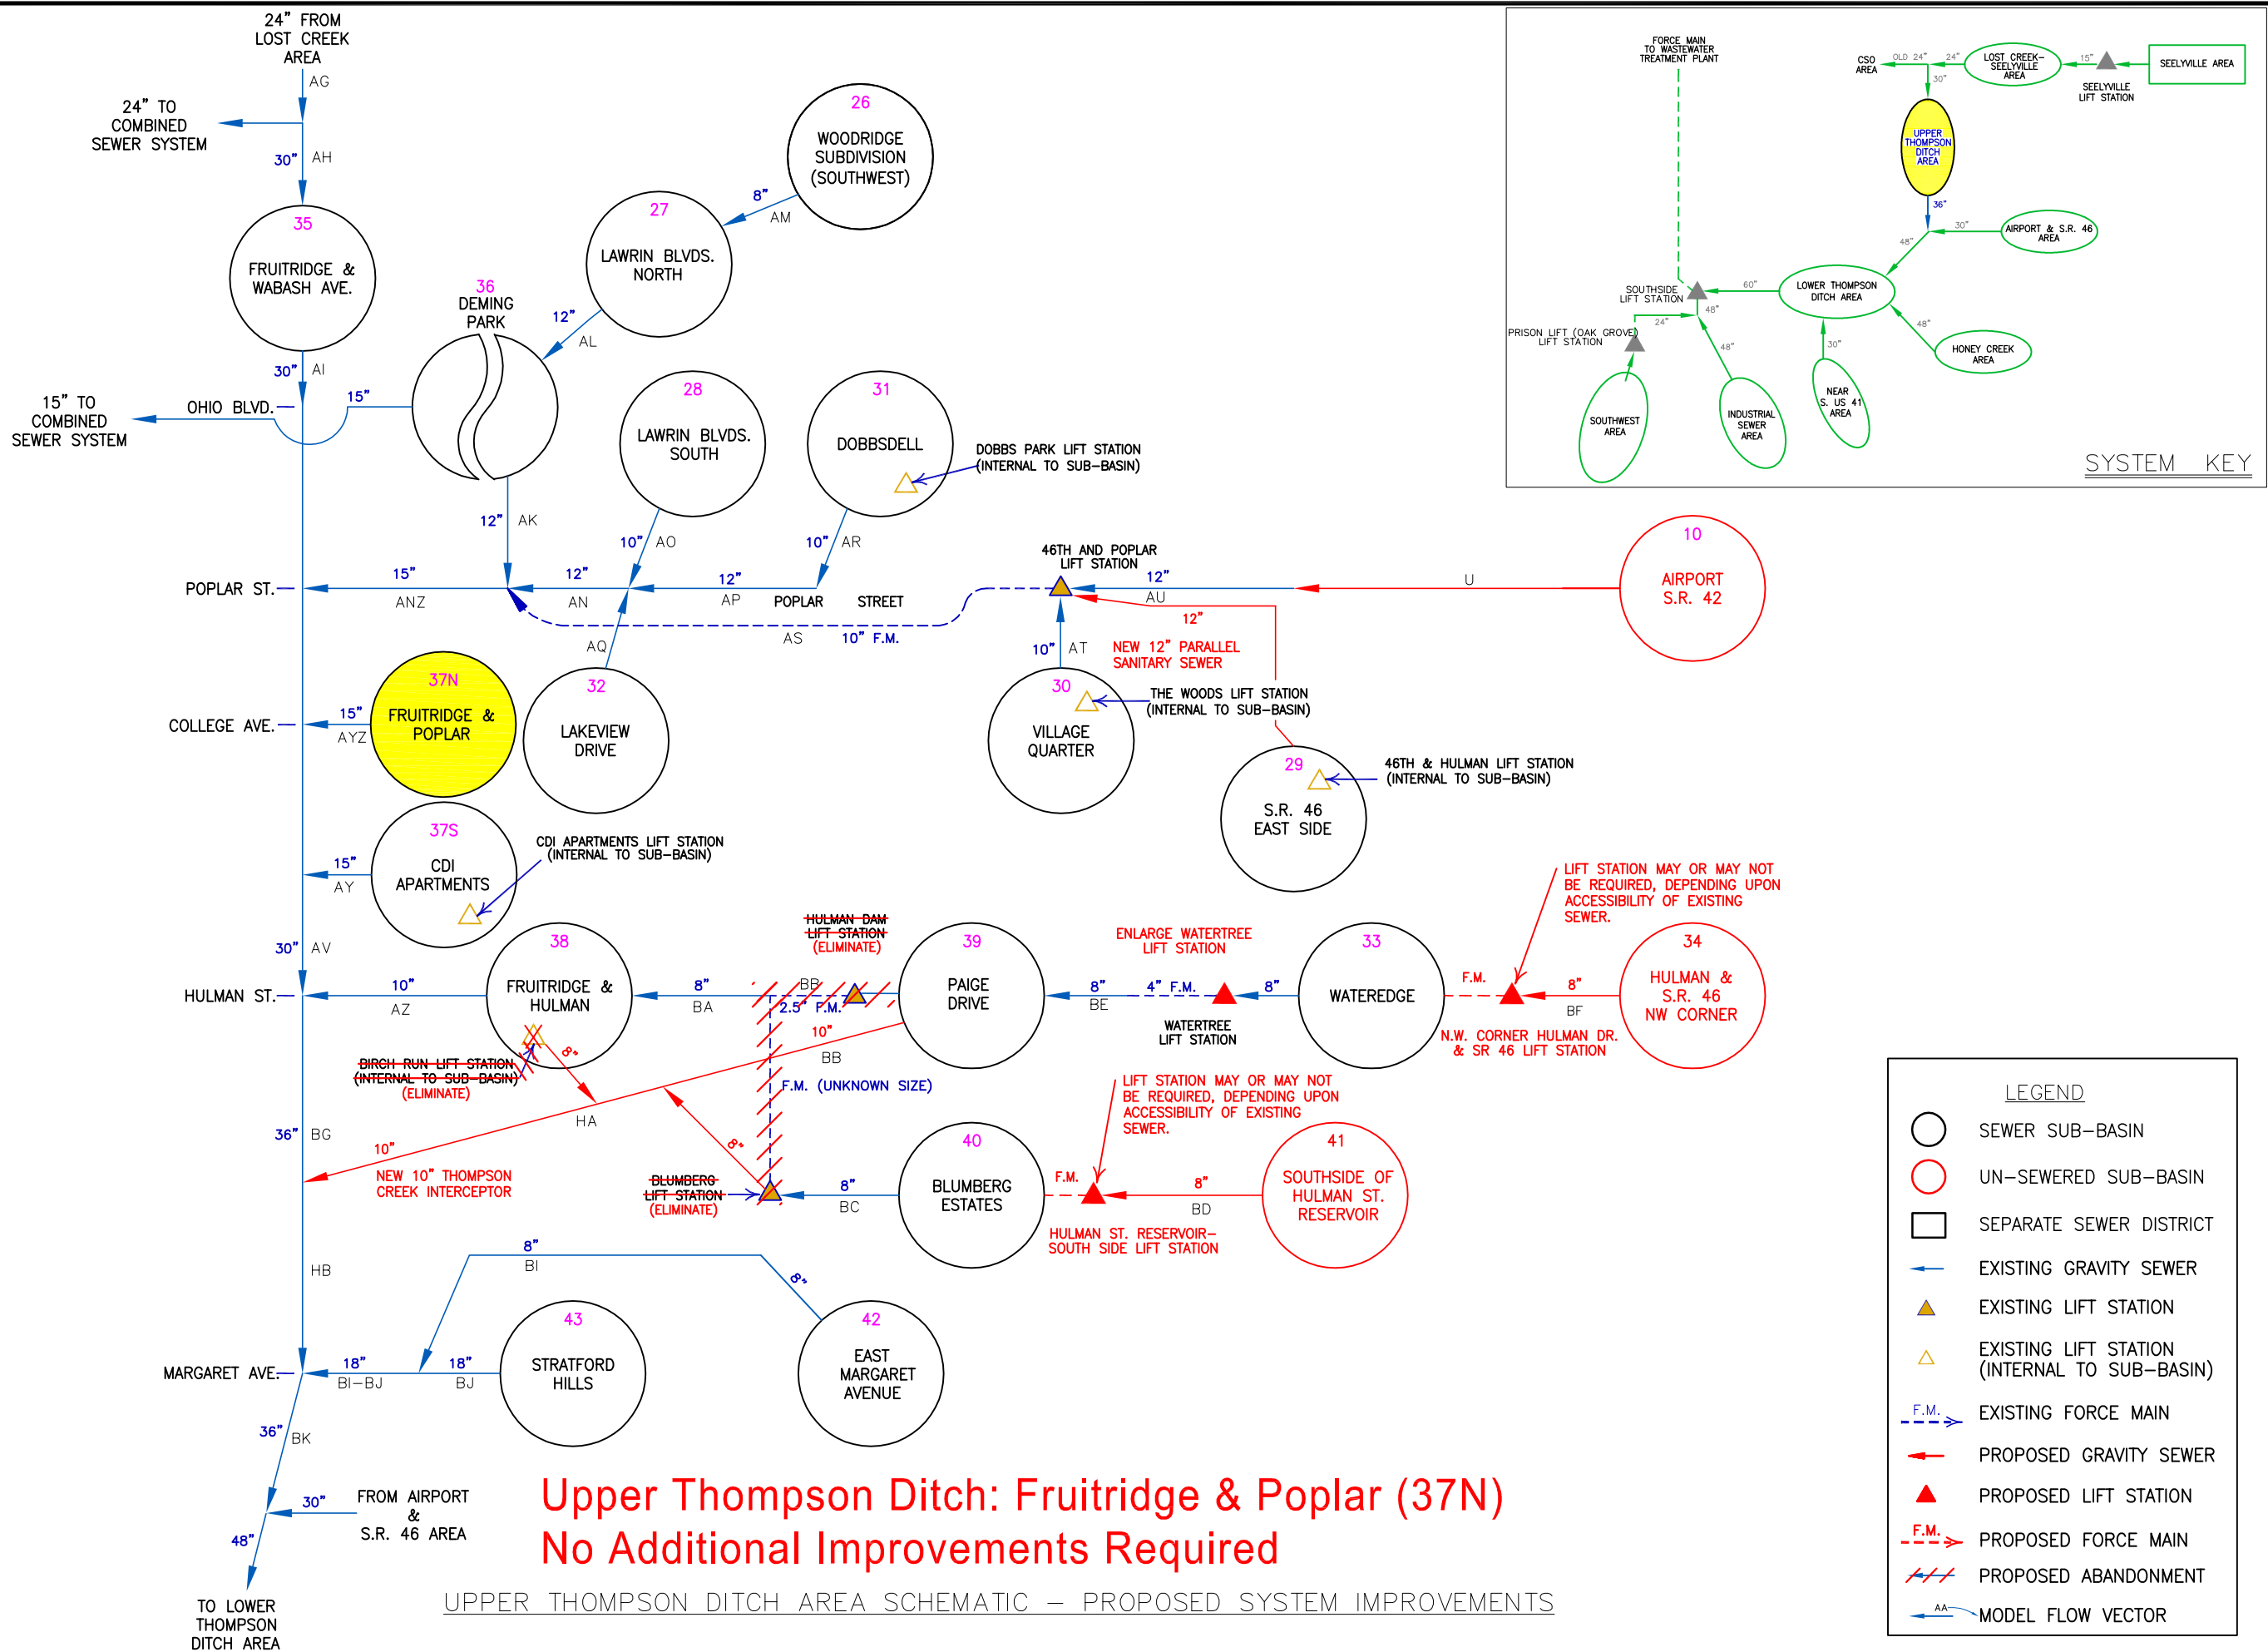 24" FROM
LOST CREEK
AREA
AG
24" TO
COMBINED
SEWER SYSTEM
30"
AH
35
FRUITRIDGE &
WABASH AVE.
30"
AI
15" TO
COMBINED
SEWER SYSTEM
OHIO BLVD.
15"
36
DEMING
PARK
12"
AL
27
LAWRIN BLVDS.
NORTH
8"
AM
26
WOODRIDGE
SUBDIVISION
(SOUTHWEST)
28
LAWRIN BLVDS.
SOUTH
31
DOBBSDELL
DOBBS PARK LIFT STATION
(INTERNAL TO SUB-BASIN)
12"
AK
10"
AO
10"
AR
POPLAR ST.
15"
ANZ
12"
AN
12"
AP
POPLAR STREET
AS
10" F.M.
46TH AND POPLAR
LIFT STATION
12"
AU
U
12"
NEW 12" PARALLEL
SANITARY SEWER
10
AIRPORT
S.R. 42
10"
AT
AQ
COLLEGE AVE.
15"
AYZ
37N
FRUITRIDGE &
POPLAR
32
LAKEVIEW
DRIVE
30
VILLAGE
QUARTER
THE WOODS LIFT STATION
(INTERNAL TO SUB-BASIN)
29
S.R. 46
EAST SIDE
46TH & HULMAN LIFT STATION
(INTERNAL TO SUB-BASIN)
15"
AY
37S
CDI
APARTMENTS
CDI APARTMENTS LIFT STATION
(INTERNAL TO SUB-BASIN)
30"
AV
HULMAN ST.
10"
AZ
38
FRUITRIDGE &
HULMAN
8"
BA
HULMAN DAM
LIFT STATION
(ELIMINATE)
BB
2.5" F.M.
39
PAIGE
DRIVE
10"
BB
8"
BE
4" F.M.
ENLARGE WATERTREE
LIFT STATION
WATERTREE
LIFT STATION
8"
33
WATEREDGE
F.M.
LIFT STATION MAY OR MAY NOT
BE REQUIRED, DEPENDING UPON
ACCESSIBILITY OF EXISTING
SEWER.
8"
BF
N.W. CORNER HULMAN DR.
& SR 46 LIFT STATION
34
HULMAN &
S.R. 46
NW CORNER
BIRCH RUN LIFT STATION
(INTERNAL TO SUB-BASIN)
(ELIMINATE)
8"
HA
F.M. (UNKNOWN SIZE)
8"
36"
BG
10"
NEW 10" THOMPSON
CREEK INTERCEPTOR
BLUMBERG
LIFT STATION
(ELIMINATE)
8"
BC
40
BLUMBERG
ESTATES
F.M.
LIFT STATION MAY OR MAY NOT
BE REQUIRED, DEPENDING UPON
ACCESSIBILITY OF EXISTING
SEWER.
8"
BD
HULMAN ST. RESERVOIR-
SOUTH SIDE LIFT STATION
41
SOUTHSIDE OF
HULMAN ST.
RESERVOIR
HB
8"
BI
8"
MARGARET AVE.
18"
BI-BJ
18"
BJ
43
STRATFORD
HILLS
42
EAST
MARGARET
AVENUE
36"
BK
30"
FROM AIRPORT
&
S.R. 46 AREA
48"
TO LOWER
THOMPSON
DITCH AREA
Upper Thompson Ditch: Fruitridge & Poplar (37N)
No Additional Improvements Required
UPPER THOMPSON DITCH AREA SCHEMATIC - PROPOSED SYSTEM IMPROVEMENTS
FORCE MAIN
TO WASTEWATER
TREATMENT PLANT
CSO
AREA
OLD 24"
24"
30"
LOST CREEK-
SEELYVILLE
AREA
15"
SEELYVILLE
LIFT STATION
SEELYVILLE AREA
UPPER
THOMPSON
DITCH
AREA
36"
30"
AIRPORT & S.R. 46
AREA
48"
LOWER THOMPSON
DITCH AREA
60"
SOUTHSIDE
LIFT STATION
48"
24"
PRISON LIFT (OAK GROVE)
LIFT STATION
48"
30"
48"
HONEY CREEK
AREA
NEAR
S. US 41
AREA
INDUSTRIAL
SEWER
AREA
SOUTHWEST
AREA
SYSTEM KEY
LEGEND
SEWER SUB-BASIN
UN-SEWERED SUB-BASIN
SEPARATE SEWER DISTRICT
EXISTING GRAVITY SEWER
EXISTING LIFT STATION
EXISTING LIFT STATION
(INTERNAL TO SUB-BASIN)
F.M.
EXISTING FORCE MAIN
PROPOSED GRAVITY SEWER
PROPOSED LIFT STATION
F.M.
PROPOSED FORCE MAIN
PROPOSED ABANDONMENT
AA
MODEL FLOW VECTOR